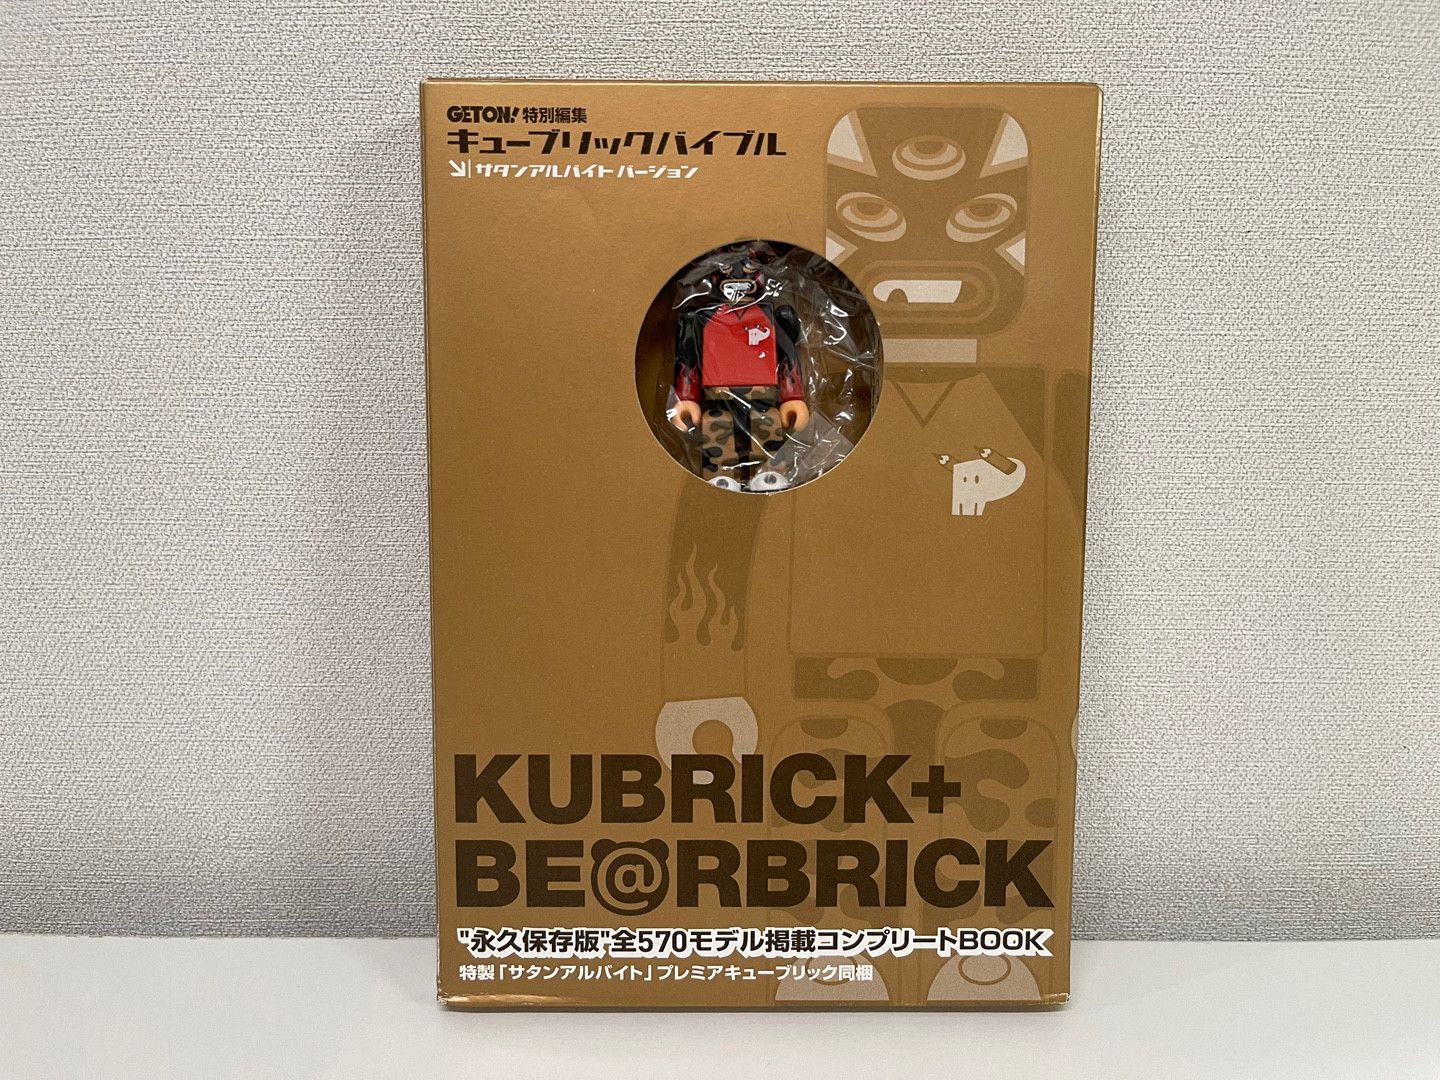 GETON! 特別編集
キューブリックバイブル
サタンアルバイト バージョン
KUBRICK+
BE@RBRICK
"永久保存版"全570モデル掲載コンプリートBOOK
特製「サタンアルバイト」プレミアキューブリック同梱